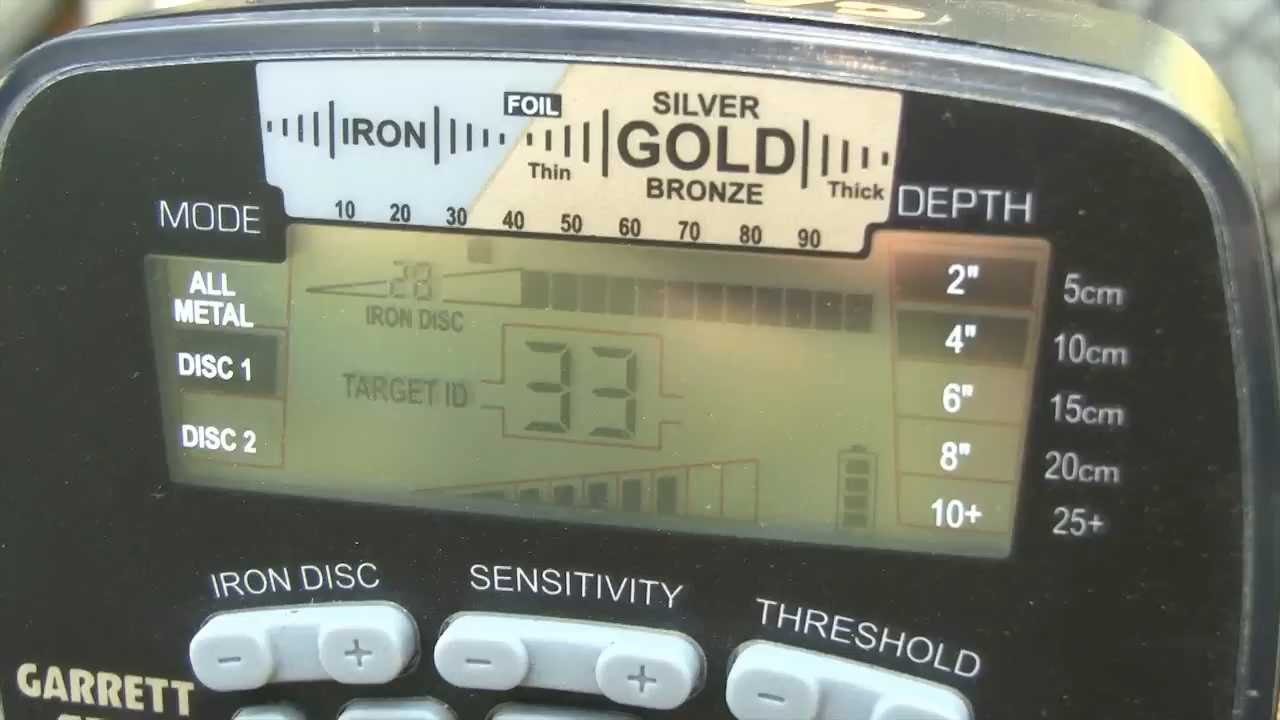 FOIL
SILVER
IRON
GOLD
Thin
BRONZE
Thick
10 20 30 40 50 60 70 80 90
MODE
DEPTH
ALL
METAL
DISC 1
DISC 2
28
IRON DISC
TARGET ID
33
2" 5cm
4" 10cm
6" 15cm
8" 20cm
10+ 25+
IRON DISC
SENSITIVITY
THRESHOLD
- +
- +
-
GARRETT